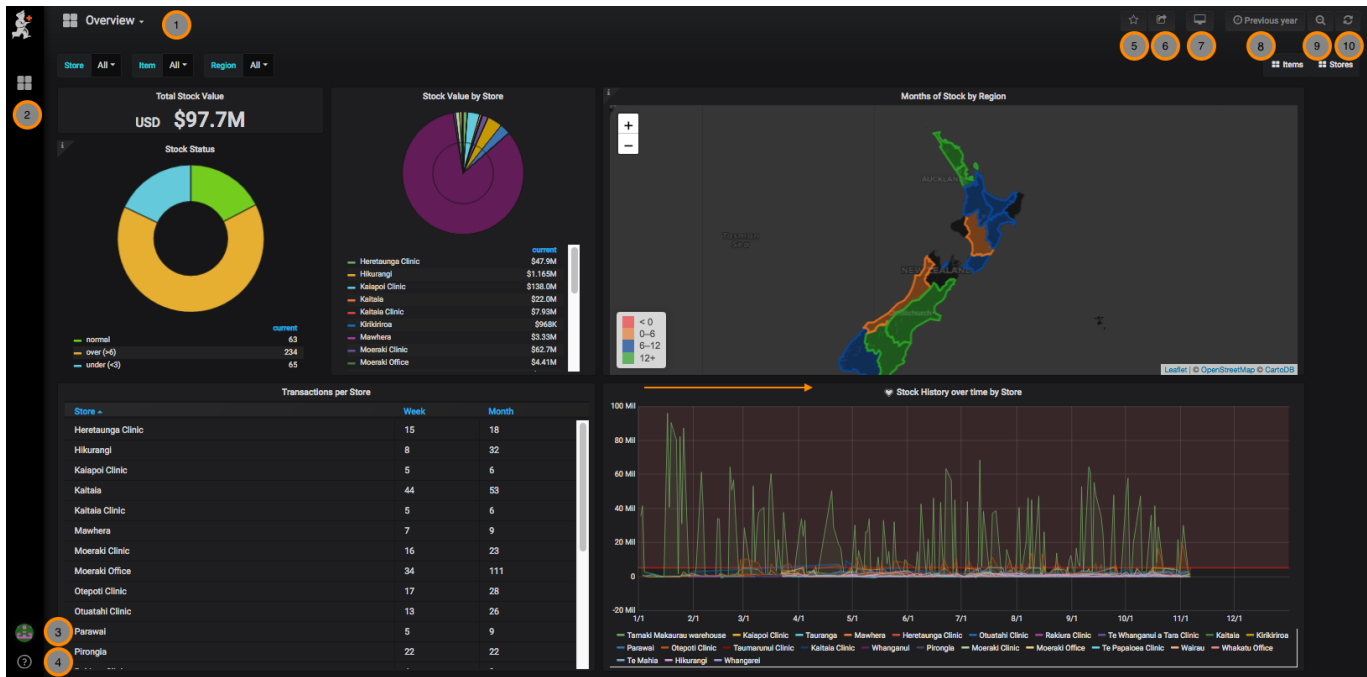 Overview
1
5
6
7
Previous year
8
9
10
Store All Item All Region All
Items Stores
2
Total Stock Value
USD $97.7M
Stock Status
current
normal 63
over (>6) 234
under (<3) 65
Stock Value by Store
current
Heretaunga Clinic $47.9M
Hikurangi $1.165M
Kaiapoi Clinic $138.0M
Kaitaia $22.0M
Kaitaia Clinic $7.93M
Kirikiriroa $968K
Mawhera $3.33M
Moeraki Clinic $62.7M
Moeraki Office $4.41M
Months of Stock by Region
+
−
AUCKLAND
Tasman
Sea
NEW ZEALAND
< 0
0–6
6–12
12+
Leaflet | © OpenStreetMap © CartoDB
Transactions per Store
Store Week Month
Heretaunga Clinic 15 18
Hikurangi 8 32
Kaiapoi Clinic 5 6
Kaitaia 44 53
Kaitaia Clinic 5 6
Mawhera 7 9
Moeraki Clinic 16 23
Moeraki Office 34 111
Otepoti Clinic 17 28
Otuatahi Clinic 13 26
Parawai 5 9
Pirongia 22 22
3
4
?
Stock History over time by Store
100 Mil
80 Mil
60 Mil
40 Mil
20 Mil
0
-20 Mil
1/1 2/1 3/1 4/1 5/1 6/1 7/1 8/1 9/1 10/1 11/1 12/1
Tamaki Makaurau warehouse Kaiapoi Clinic Tauranga Mawhera Heretaunga Clinic Otuatahi Clinic Rakiura Clinic Te Whanganui a Tara Clinic Kaitaia Kirikiriroa
Parawai Otepoti Clinic Taumarunui Clinic Kaitaia Clinic Whanganui Pirongia Moeraki Clinic Moeraki Office Te Papaioea Clinic Wairau Whakatu Office
Te Mahia Hikurangi Whangarei